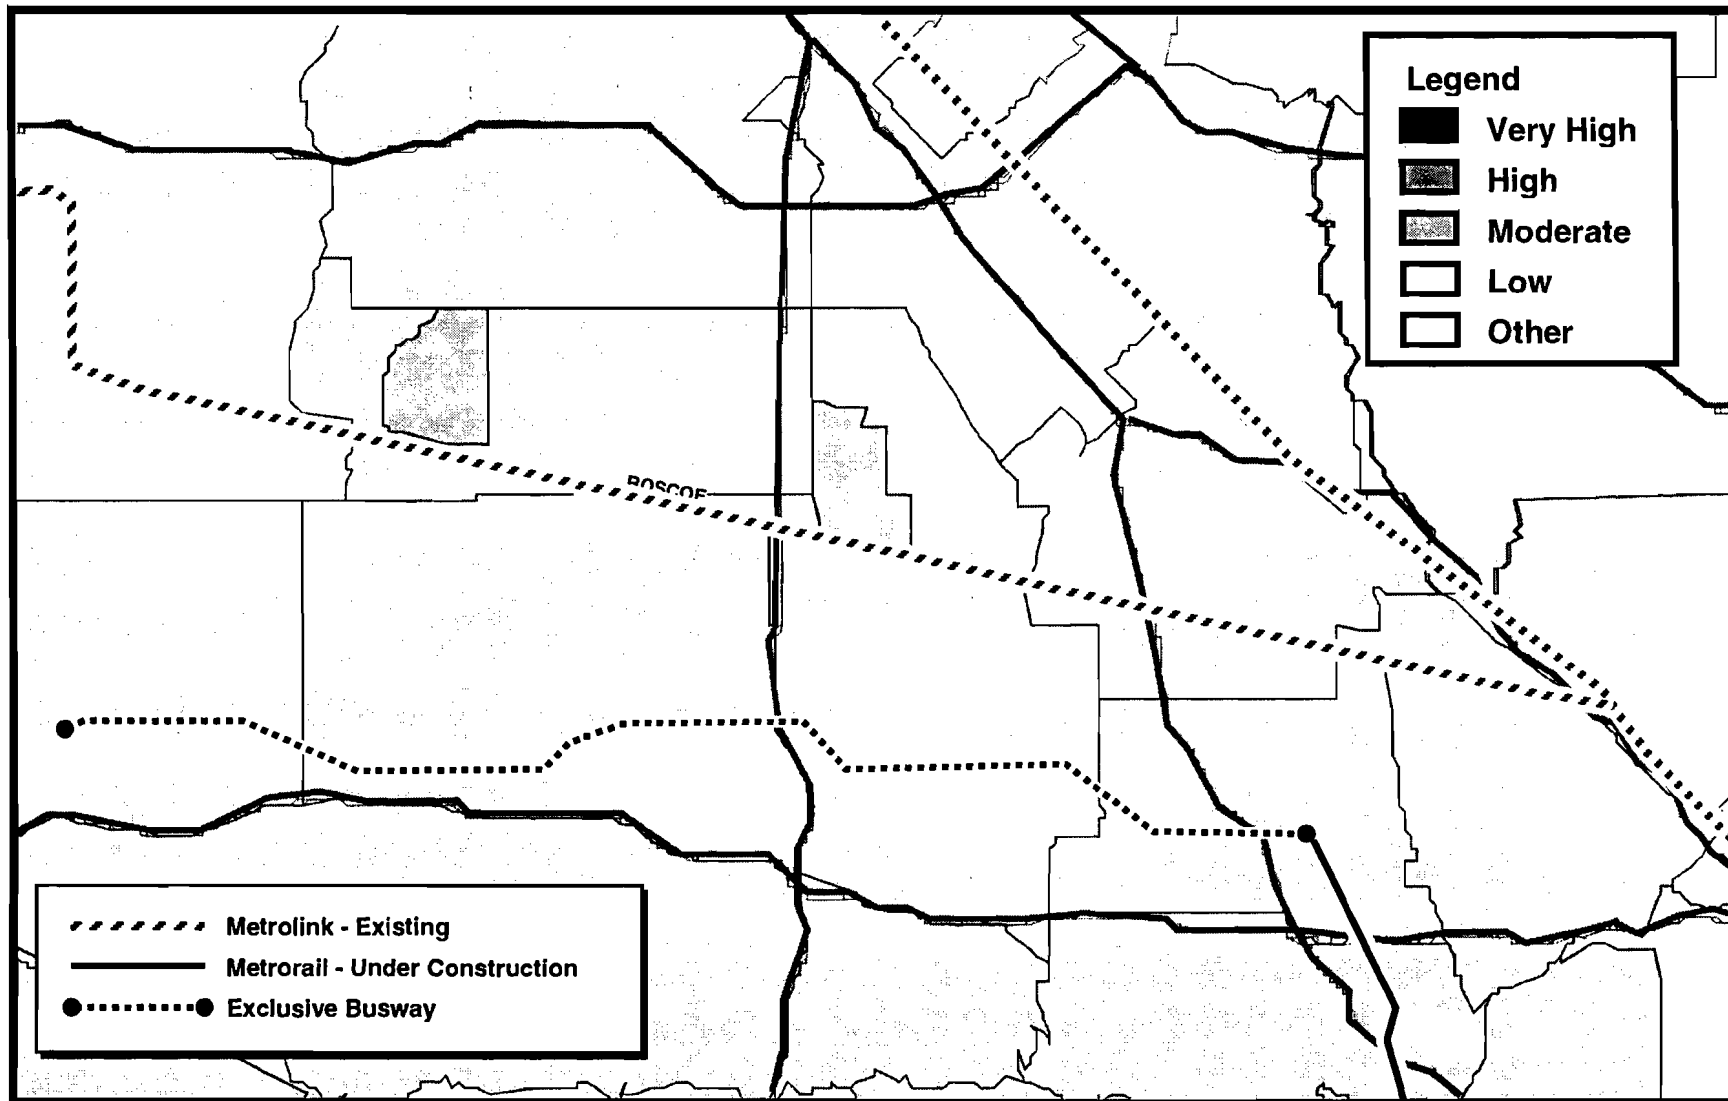 Legend
Very High
High
Moderate
Low
Other
ROSCOE
Metrolink - Existing
Metrorail - Under Construction
Exclusive Busway